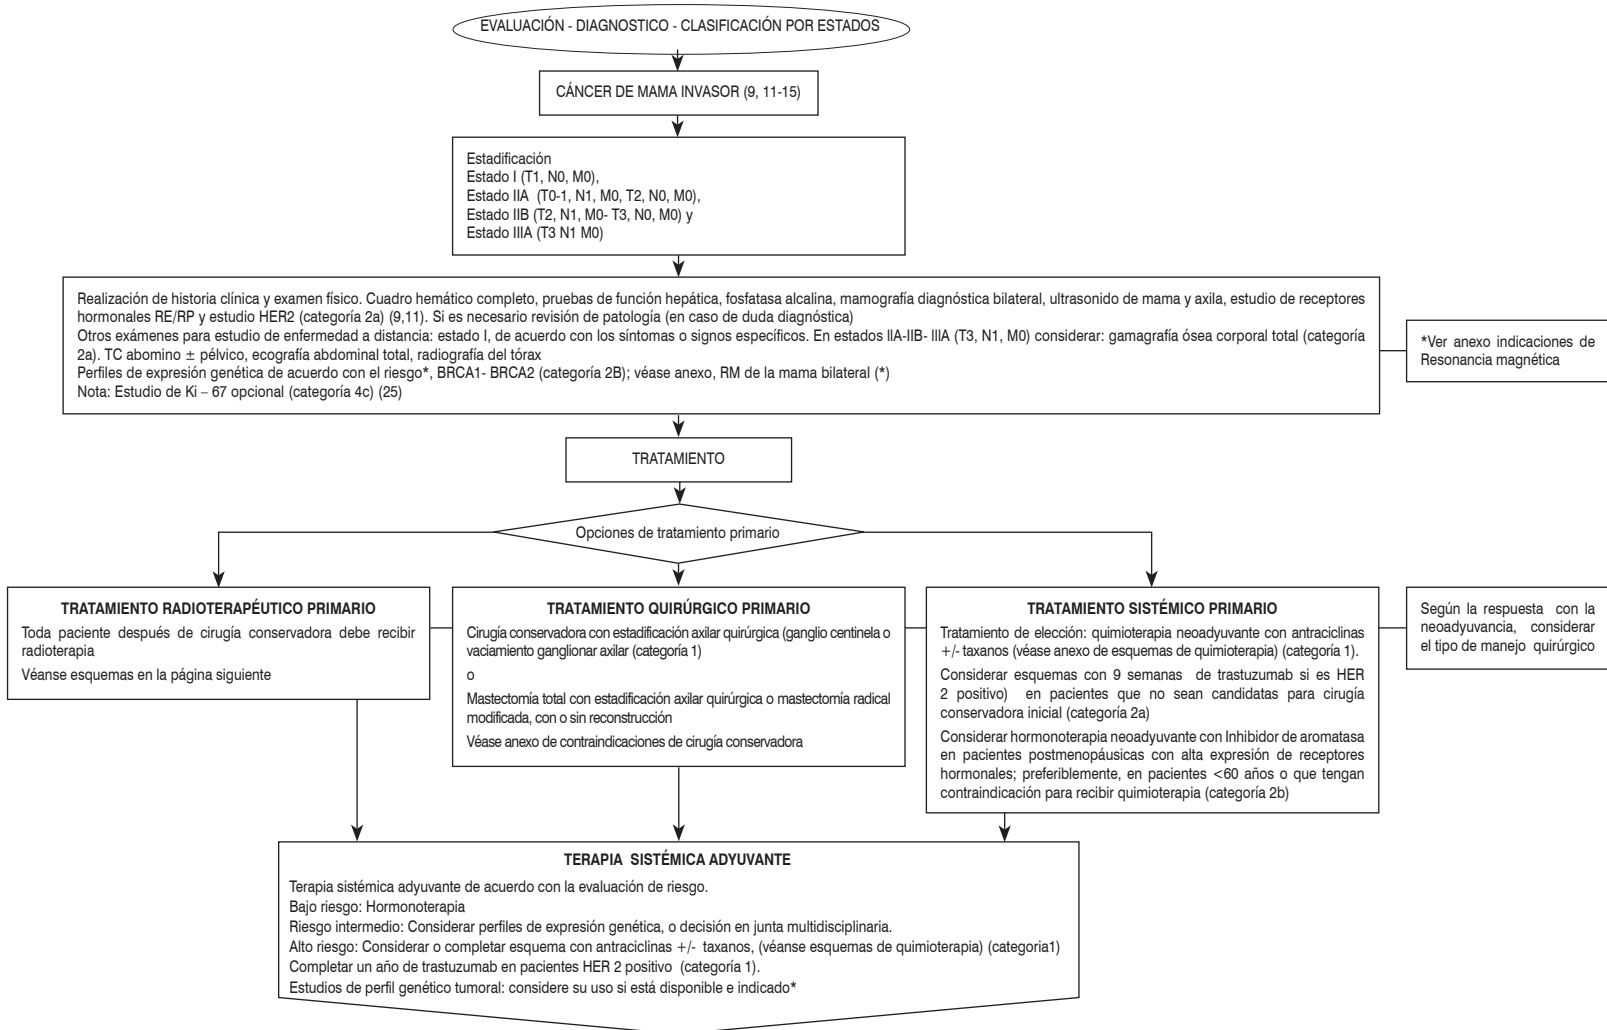 EVALUACIÓN - DIAGNOSTICO - CLASIFICACIÓN POR ESTADOS
CÁNCER DE MAMA INVASOR (9, 11-15)
Estadificación
Estado I (T1, N0, M0),
Estado IIA (T0-1, N1, M0, T2, N0, M0),
Estado IIB (T2, N1, M0- T3, N0, M0) y
Estado IIIA (T3 N1 M0)
Realización de historia clínica y examen físico. Cuadro hemático completo, pruebas de función hepática, fosfatasa alcalina, mamografía diagnóstica bilateral, ultrasonido de mama y axila, estudio de receptores
hormonales RE/RP y estudio HER2 (categoría 2a) (9,11). Si es necesario revisión de patología (en caso de duda diagnóstica)
Otros exámenes para estudio de enfermedad a distancia: estado I, de acuerdo con los síntomas o signos específicos. En estados IIA-IIB- IIIA (T3, N1, M0) considerar: gamagrafía ósea corporal total (categoría
2a). TC abomino ± pélvico, ecografía abdominal total, radiografía del tórax
Perfiles de expresión genética de acuerdo con el riesgo*, BRCA1- BRCA2 (categoría 2B); véase anexo, RM de la mama bilateral (*)
Nota: Estudio de Ki – 67 opcional (categoría 4c) (25)
*Ver anexo indicaciones de
Resonancia magnética
TRATAMIENTO
Opciones de tratamiento primario
TRATAMIENTO RADIOTERAPÉUTICO PRIMARIO
Toda paciente después de cirugía conservadora debe recibir
radioterapia
Véanse esquemas en la página siguiente
TRATAMIENTO QUIRÚRGICO PRIMARIO
Cirugía conservadora con estadificación axilar quirúrgica (ganglio centinela o
vaciamiento ganglionar axilar (categoría 1)
o
Mastectomía total con estadificación axilar quirúrgica o mastectomía radical
modificada, con o sin reconstrucción
Véase anexo de contraindicaciones de cirugía conservadora
TRATAMIENTO SISTÉMICO PRIMARIO
Tratamiento de elección: quimioterapia neoadyuvante con antraciclinas
+/- taxanos (véase anexo de esquemas de quimioterapia) (categoría 1).
Considerar esquemas con 9 semanas de trastuzumab si es HER
2 positivo) en pacientes que no sean candidatas para cirugía
conservadora inicial (categoría 2a)
Considerar hormonoterapia neoadyuvante con Inhibidor de aromatasa
en pacientes postmenopáusicas con alta expresión de receptores
hormonales; preferiblemente, en pacientes <60 años o que tengan
contraindicación para recibir quimioterapia (categoría 2b)
Según la respuesta con la
neoadyuvancia, considerar
el tipo de manejo quirúrgico
TERAPIA SISTÉMICA ADYUVANTE
Terapia sistémica adyuvante de acuerdo con la evaluación de riesgo.
Bajo riesgo: Hormonoterapia
Riesgo intermedio: Considerar perfiles de expresión genética, o decisión en junta multidisciplinaria.
Alto riesgo: Considerar o completar esquema con antraciclinas +/- taxanos, (véanse esquemas de quimioterapia) (categoria1)
Completar un año de trastuzumab en pacientes HER 2 positivo (categoría 1).
Estudios de perfil genético tumoral: considere su uso si está disponible e indicado*